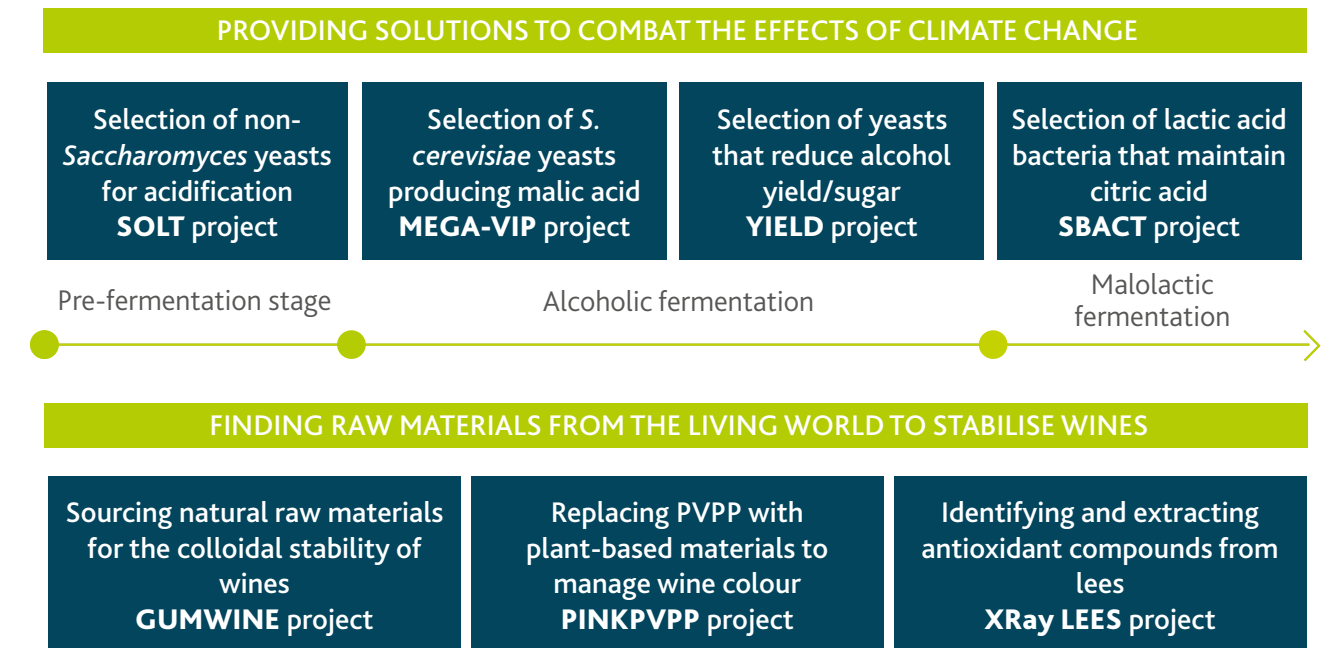 PROVIDING SOLUTIONS TO COMBAT THE EFFECTS OF CLIMATE CHANGE
Selection of non-
Saccharomyces yeasts
for acidification
SOLT project
Selection of S.
cerevisiae yeasts
producing malic acid
MEGA-VIP project
Selection of yeasts
that reduce alcohol
yield/sugar
YIELD project
Selection of lactic acid
bacteria that maintain
citric acid
SBACT project
Pre-fermentation stage
Alcoholic fermentation
Malolactic
fermentation
FINDING RAW MATERIALS FROM THE LIVING WORLD TO STABILISE WINES
Sourcing natural raw materials
for the colloidal stability of
wines
GUMWINE project
Replacing PVPP with
plant-based materials to
manage wine colour
PINKPVPP project
Identifying and extracting
antioxidant compounds from
lees
XRay LEES project